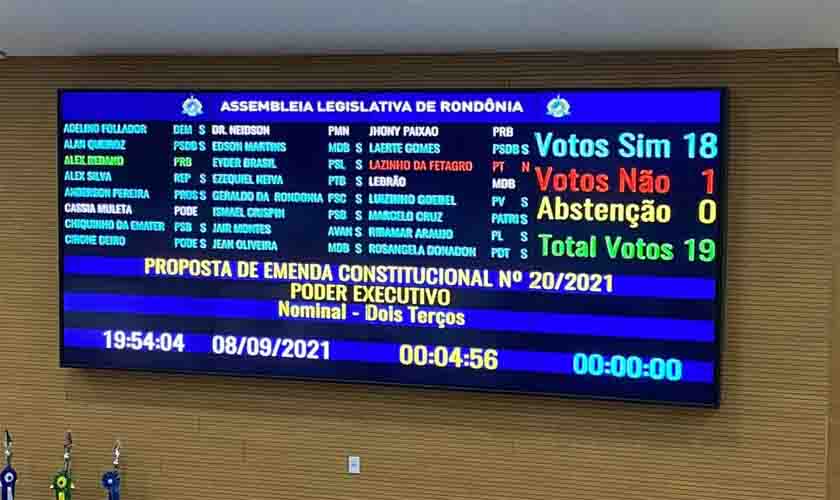 ASSEMBLEIA LEGISLATIVA DE RONDÔNIA
ADELINO FOLLADOR DEM S DR. NEIDSON PMN JHONY PAIXAO PRB
ALAN QUEIROZ PSDB S EDSON MARTINS MDB S LAERTE GOMES PSDB S
ALEX REDANO PRB EYDER BRASIL PSL S LAZINHO DA FETAGRO PT N
ALEX SILVA REP S EZEQUIEL NEIVA PTB S LEBRÃO MDB
ANDERSON PEREIRA PROS S GERALDO DA RONDONIA PSC S LUIZINHO GOEBEL PV S
CASSIA MULETA PODE ISMAEL CRISPIN PSB S MARCELO CRUZ PATRI S
CHIQUINHO DA EMATER PSB S JAIR MONTES AVAN S RIBAMAR ARAUJO PL S
CIRONE DEIRO PODE S JEAN OLIVEIRA MDB S ROSANGELA DONADON PDT S
Votos Sim 18
Votos Não 1
Abstenção 0
Total Votos 19
PROPOSTA DE EMENDA CONSTITUCIONAL Nº 20/2021
PODER EXECUTIVO
Nominal - Dois Terços
19:54:04 08/09/2021 00:04:56 00:00:00